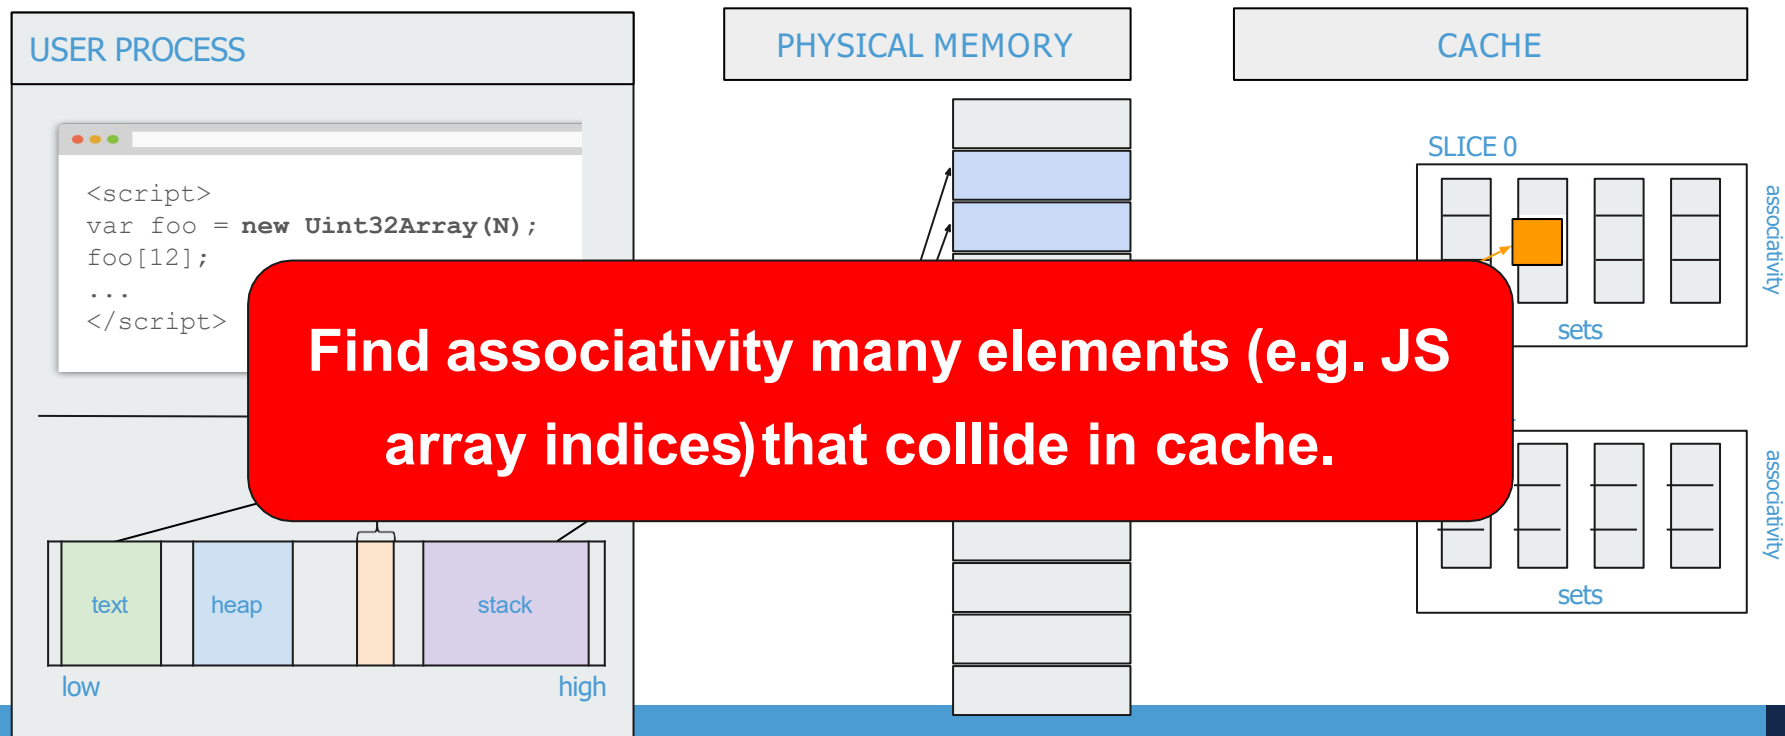 USER PROCESS
<script>
var foo = new Uint32Array(N);
foo[12];
...
</script>
text
heap
stack
low
high
PHYSICAL MEMORY
CACHE
SLICE 0
associativity
sets
Find associativity many elements (e.g. JS
array indices) that collide in cache.
associativity
sets